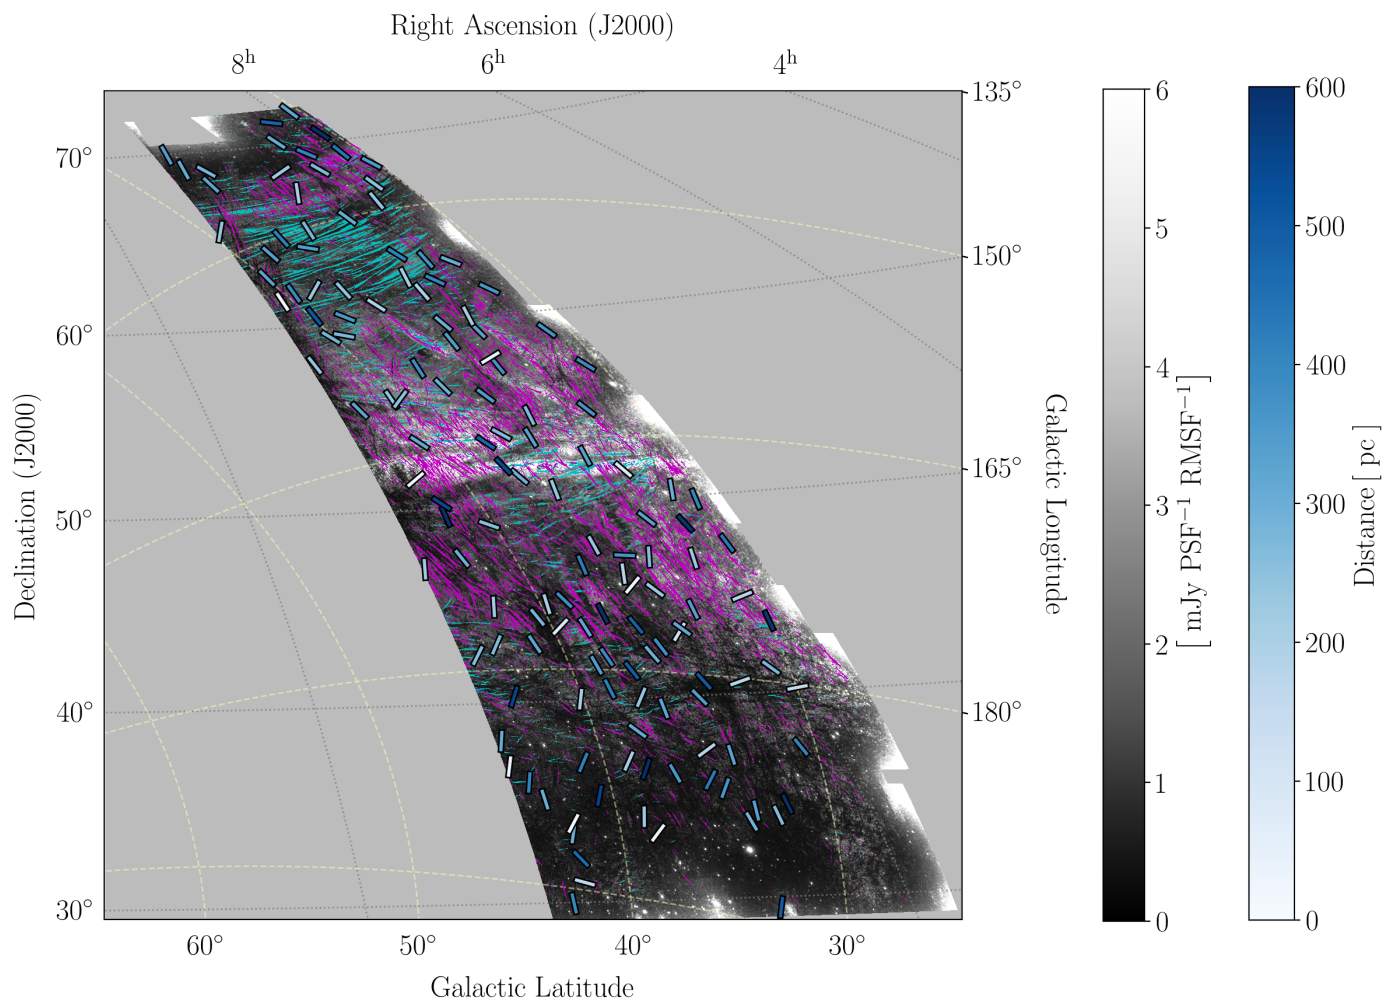 Right Ascension (J2000)
8ʰ 6ʰ 4ʰ
70°
60°
50°
40°
30°
Declination (J2000)
135°
150°
165°
180°
Galactic Longitude
60° 50° 40° 30°
Galactic Latitude
6
5
4
3
2
1
0
[ mJy PSF⁻¹ RMSF⁻¹ ]
600
500
400
300
200
100
0
Distance [ pc ]